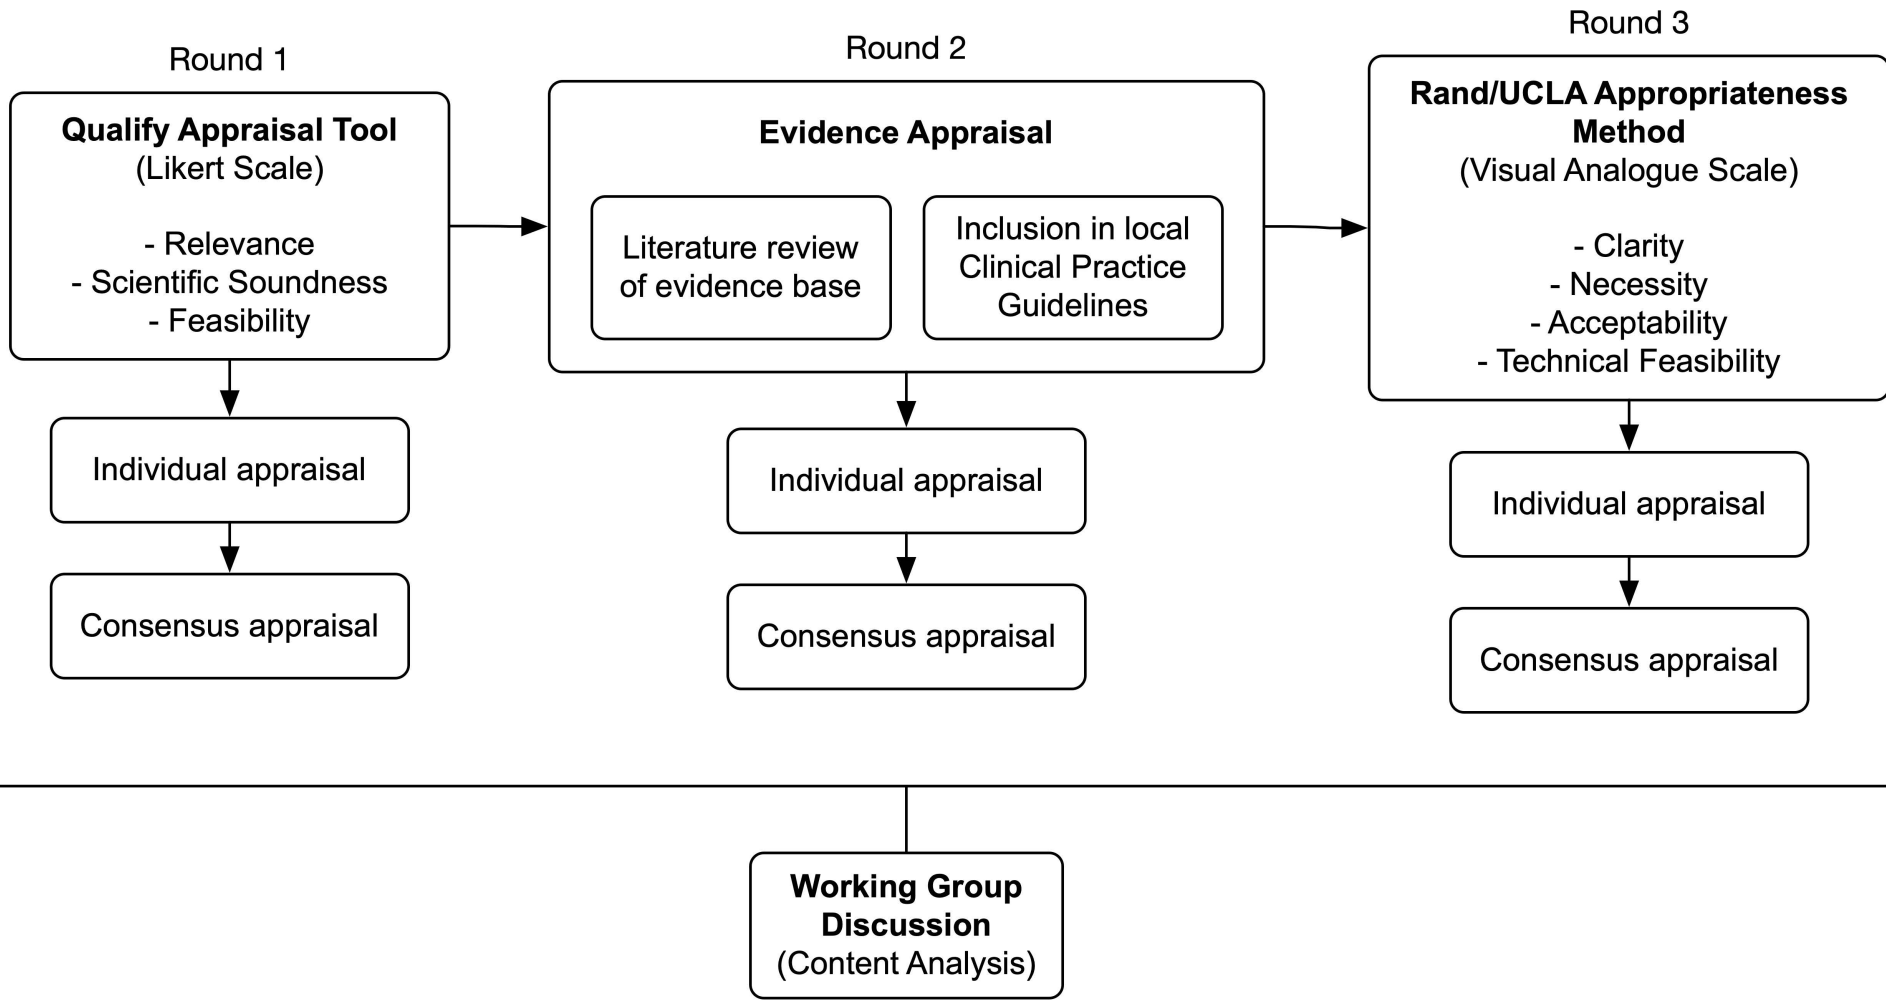 Round 1
Qualify Appraisal Tool
(Likert Scale)
- Relevance
- Scientific Soundness
- Feasibility
Individual appraisal
Consensus appraisal
Round 2
Evidence Appraisal
Literature review
of evidence base
Inclusion in local
Clinical Practice
Guidelines
Individual appraisal
Consensus appraisal
Round 3
Rand/UCLA Appropriateness
Method
(Visual Analogue Scale)
- Clarity
- Necessity
- Acceptability
- Technical Feasibility
Individual appraisal
Consensus appraisal
Working Group
Discussion
(Content Analysis)